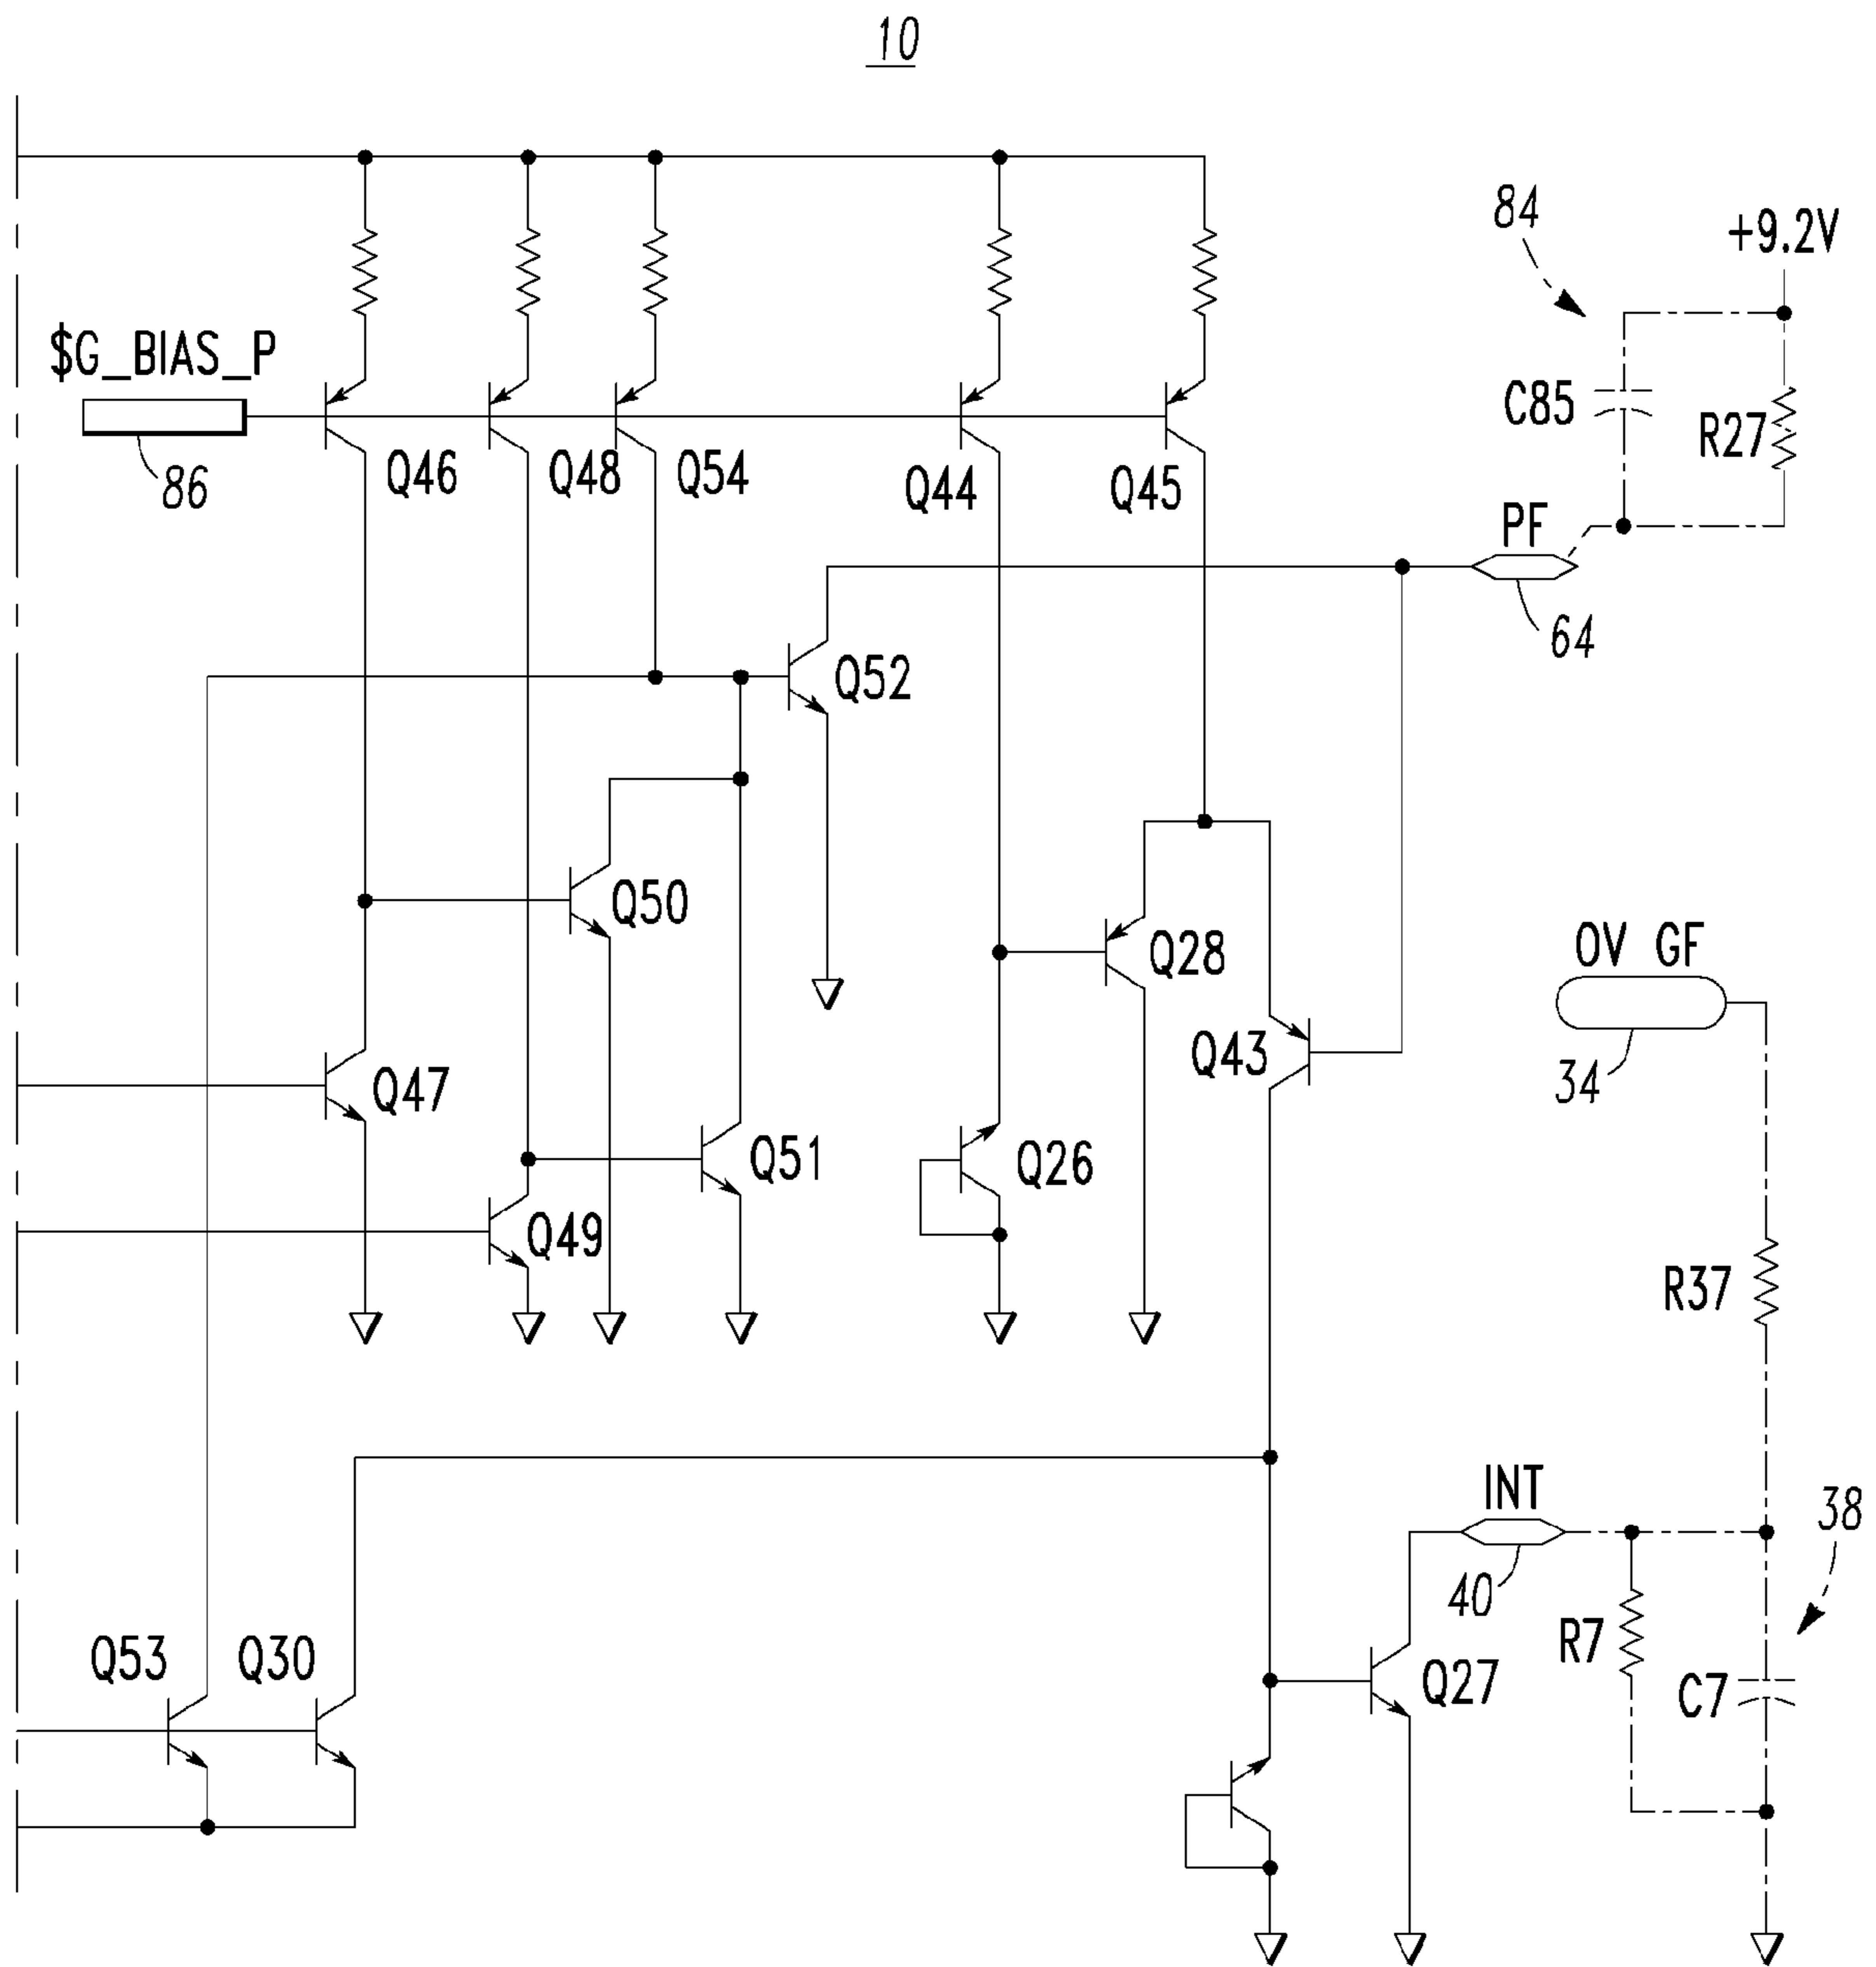 10
84
+9.2V
$G_BIAS_P
86
Q46
Q48
Q54
Q44
Q45
C85
R27
PF
64
Q52
Q50
Q28
OV GF
34
Q43
Q47
Q51
Q26
Q49
R37
INT
40
38
Q53
Q30
R7
Q27
C7